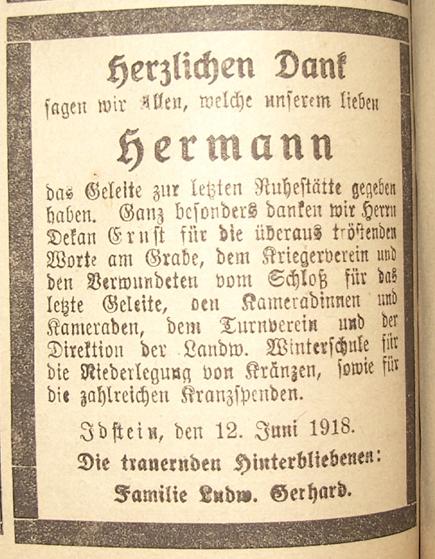 Herzlichen Dank
sagen wir Allen, welche unserem lieben
Hermann
das Geleite zur letzten Ruhestätte gegeben
haben. Ganz besonders danken wir Herrn
Dekan Ernst für die überaus tröstenden
Worte am Grabe, dem Kriegerverein und
den Verwundeten vom Schloß für das
letzte Geleite, den Kameradinnen und
Kameraden, dem Turnverein und der
Direktion der Landw. Winterschule für
die Niederlegung von Kränzen, sowie für
die zahlreichen Kranzspenden.
Idstein, den 12. Juni 1918.
Die trauernden Hinterbliebenen:
Familie Ludw. Gerhard.